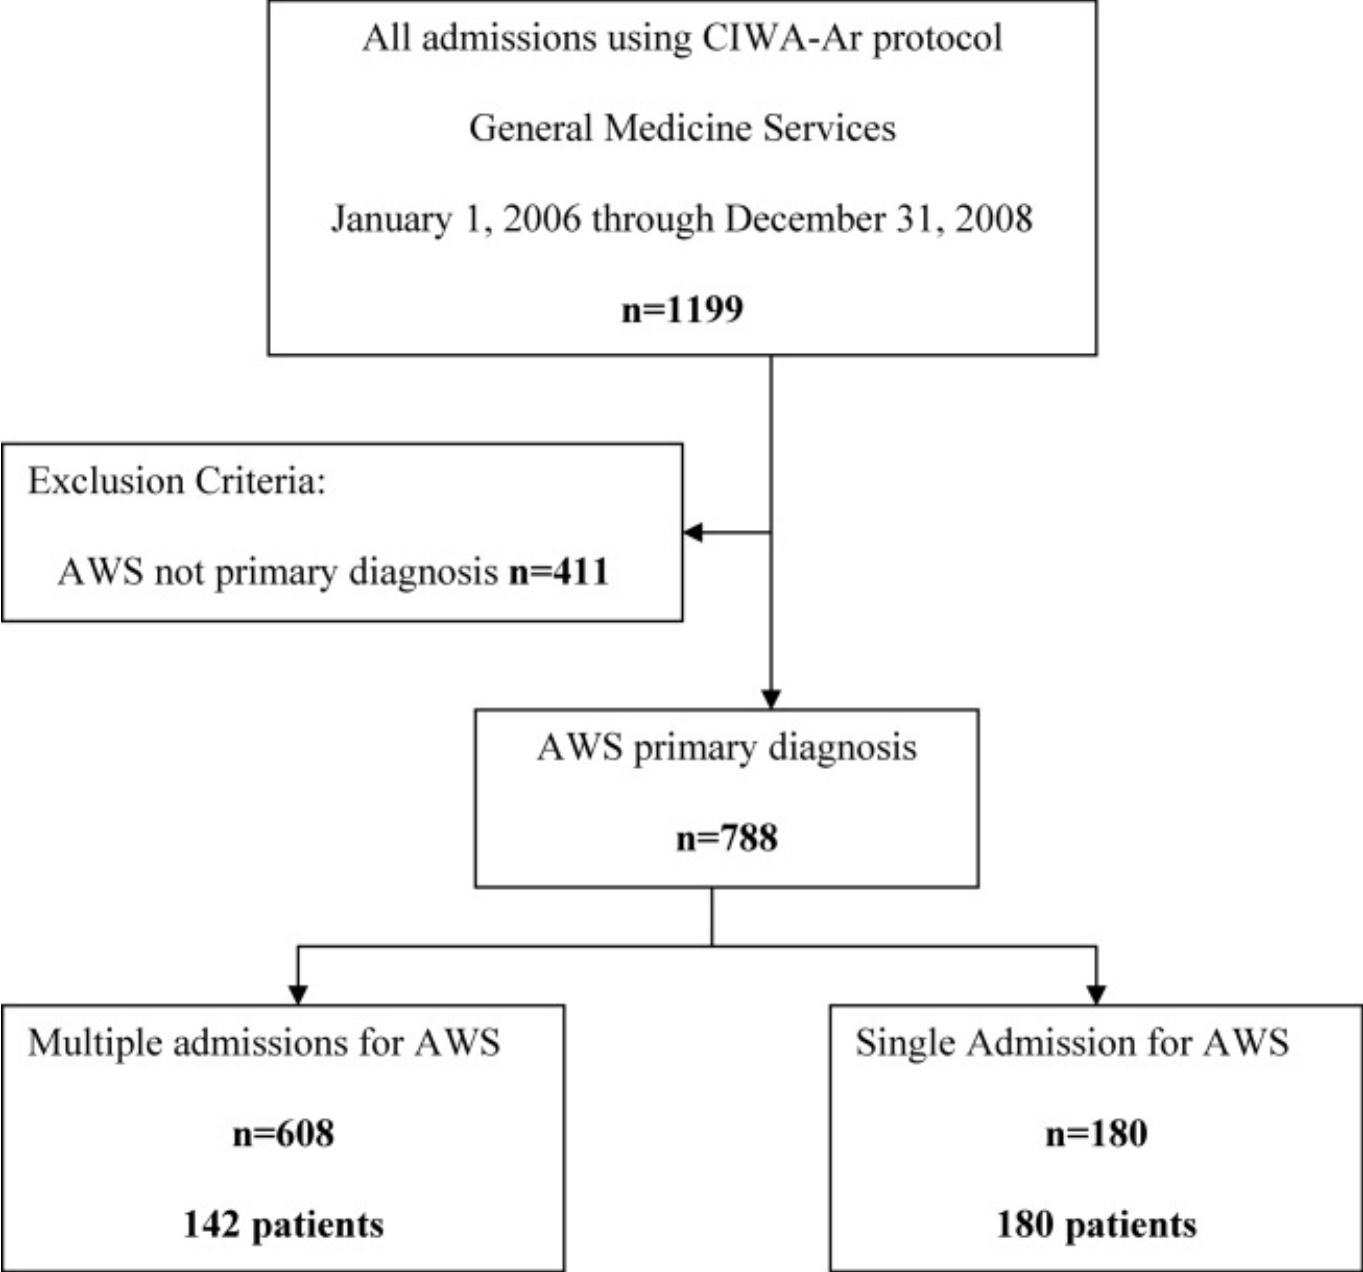 All admissions using CIWA-Ar protocol
General Medicine Services
January 1, 2006 through December 31, 2008
n=1199
Exclusion Criteria:
AWS not primary diagnosis n=411
AWS primary diagnosis
n=788
Multiple admissions for AWS
n=608
142 patients
Single Admission for AWS
n=180
180 patients